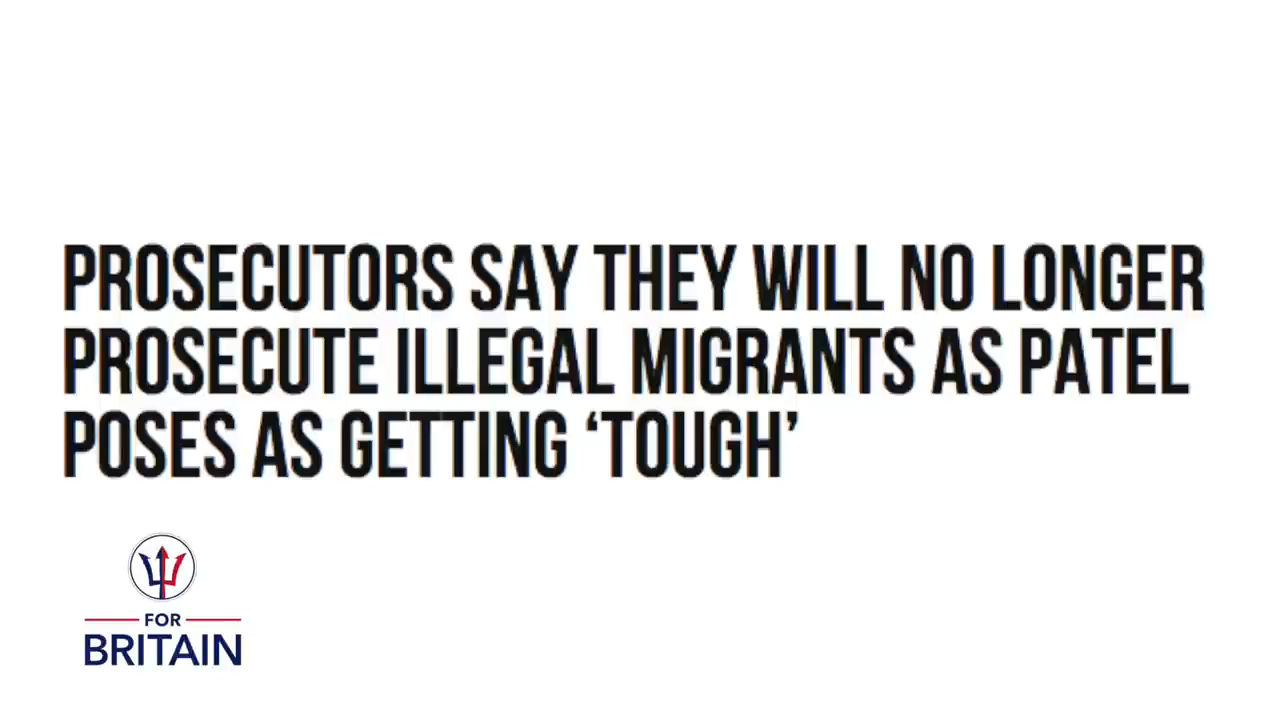 PROSECUTORS SAY THEY WILL NO LONGER
PROSECUTE ILLEGAL MIGRANTS AS PATEL
POSES AS GETTING ‘TOUGH’
FOR
BRITAIN